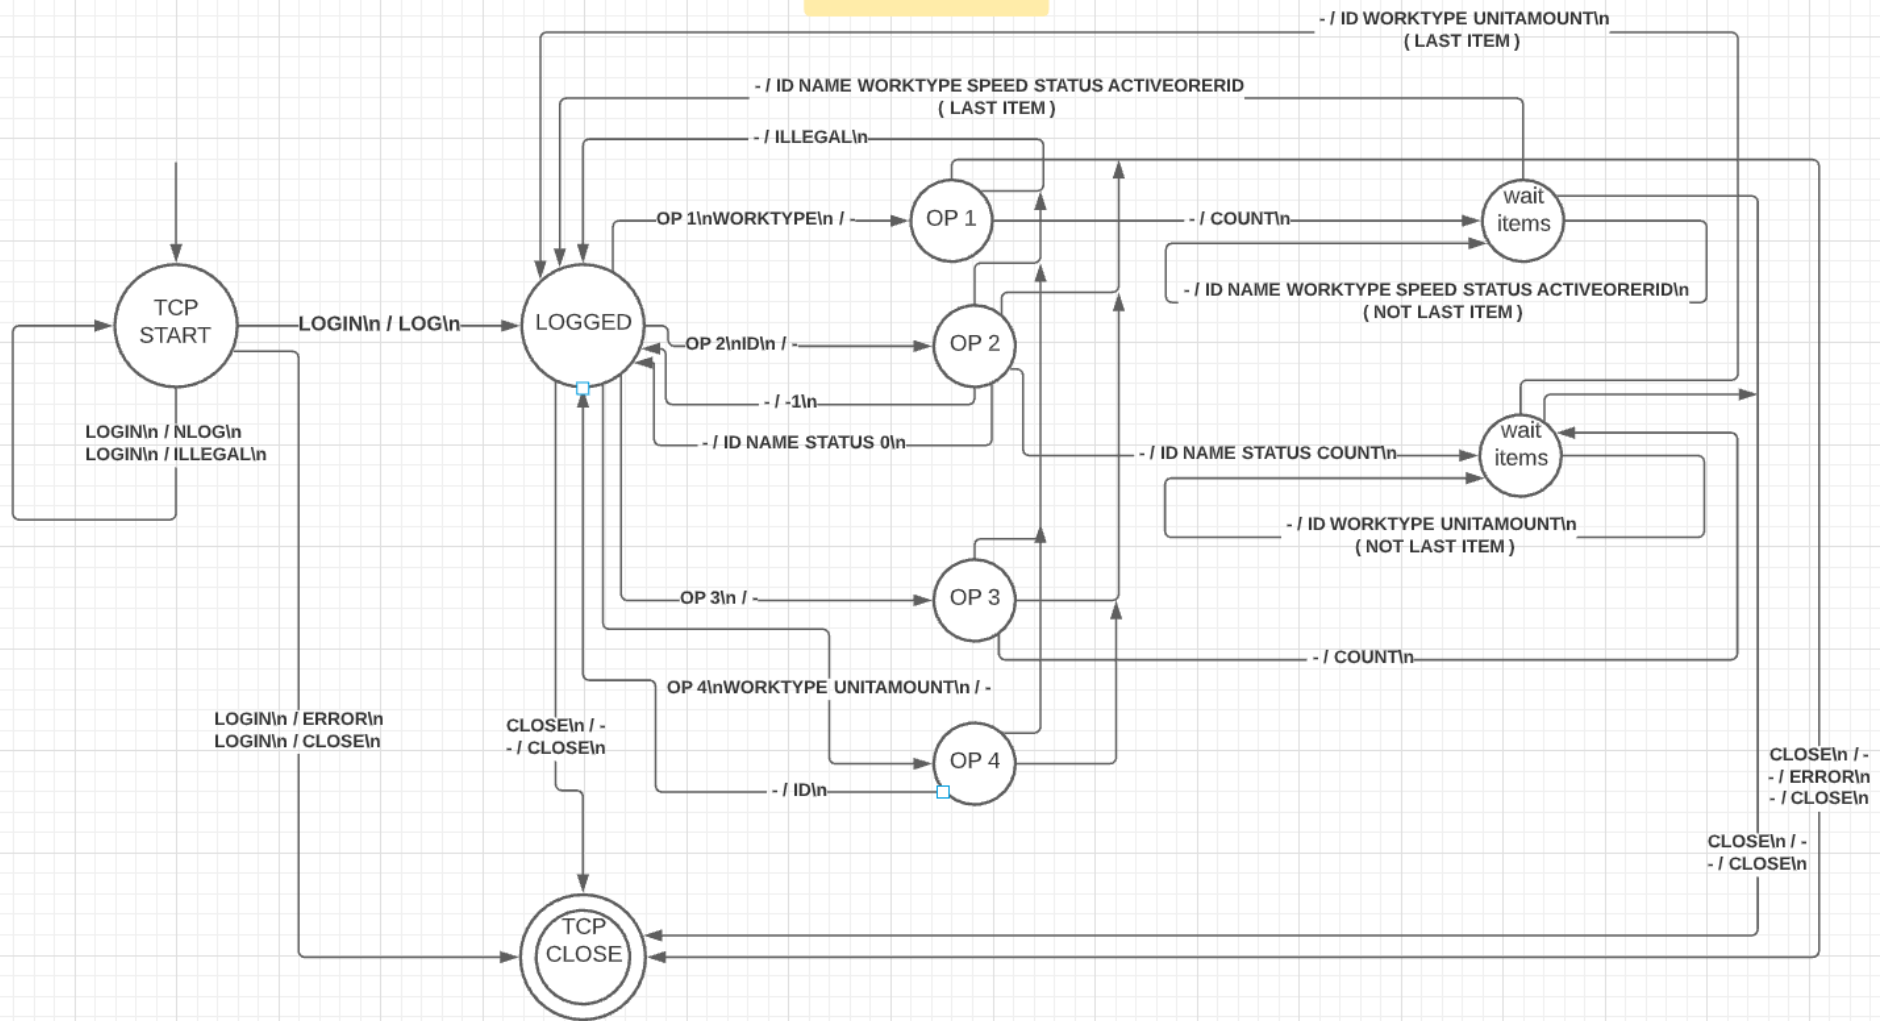 - / ID WORKTYPE UNITAMOUNT\n
( LAST ITEM )
- / ID NAME WORKTYPE SPEED STATUS ACTIVEORERID
( LAST ITEM )
- / ILLEGAL\n
OP 1\nWORKTYPE\n / -
OP 1
- / COUNT\n
wait
items
- / ID NAME WORKTYPE SPEED STATUS ACTIVEORERID\n
( NOT LAST ITEM )
TCP
START
LOGIN\n / LOG\n
LOGGED
OP 2\nID\n / -
OP 2
- / -1\n
- / ID NAME STATUS 0\n
- / ID NAME STATUS COUNT\n
wait
items
LOGIN\n / NLOG\n
LOGIN\n / ILLEGAL\n
- / ID WORKTYPE UNITAMOUNT\n
( NOT LAST ITEM )
OP 3\n / -
OP 3
- / COUNT\n
OP 4\nWORKTYPE UNITAMOUNT\n / -
LOGIN\n / ERROR\n
LOGIN\n / CLOSE\n
CLOSE\n / -
- / CLOSE\n
OP 4
- / ID\n
CLOSE\n / -
- / ERROR\n
- / CLOSE\n
CLOSE\n / -
- / CLOSE\n
TCP
CLOSE